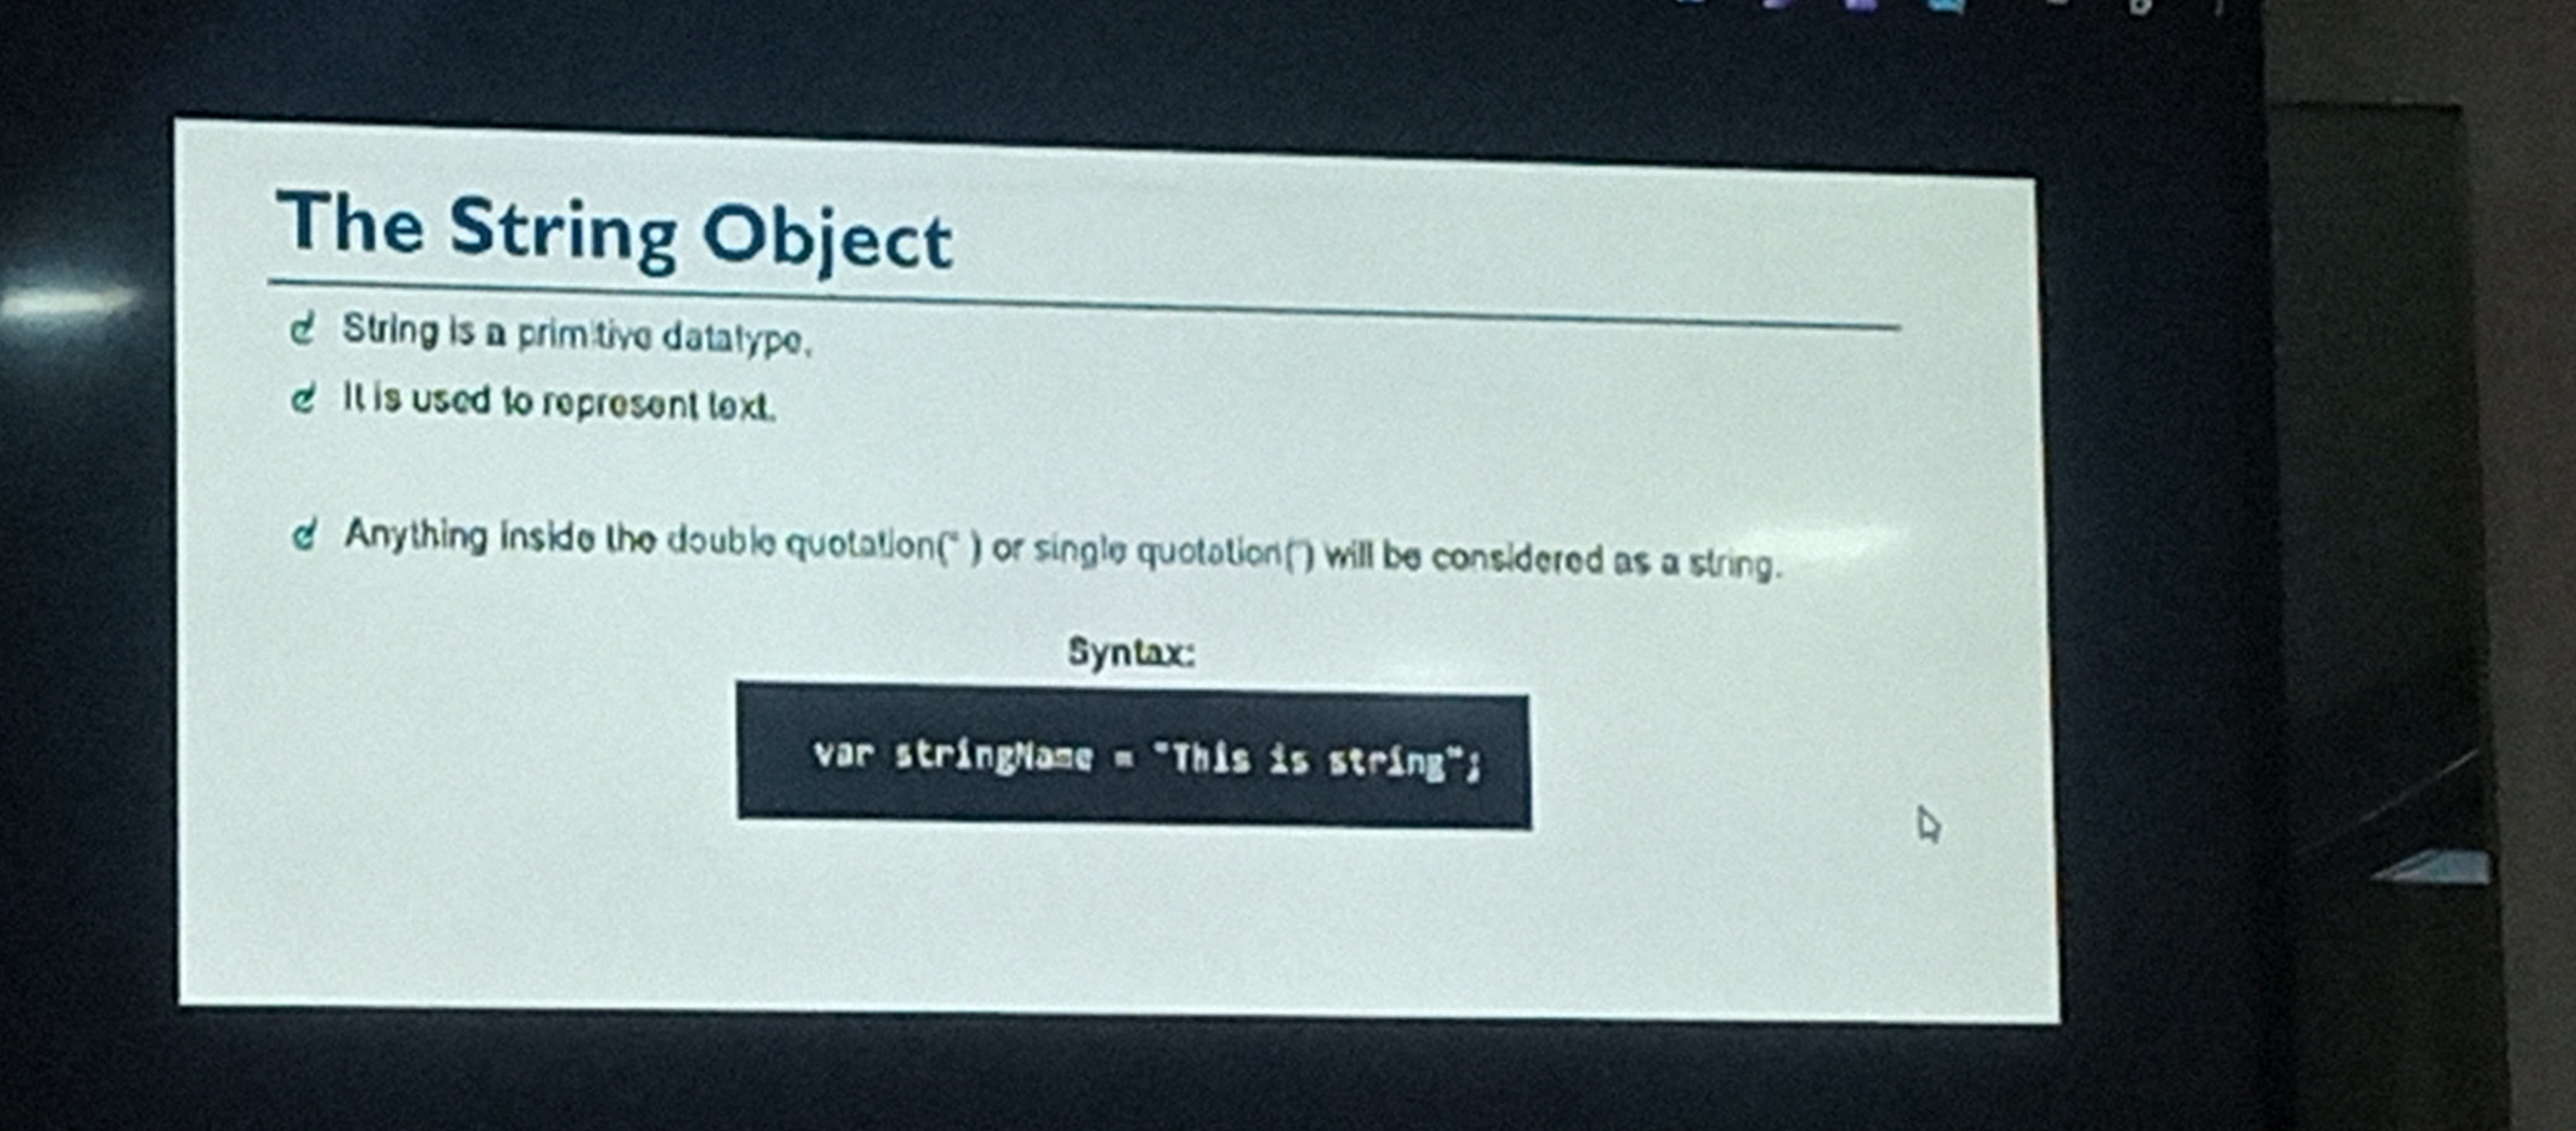 The String Object
String is a primitive datatype.
It is used to represent text.
Anything inside the double quotation(" ) or single quotation(') will be considered as a string.
Syntax:
var stringName = "This is string";